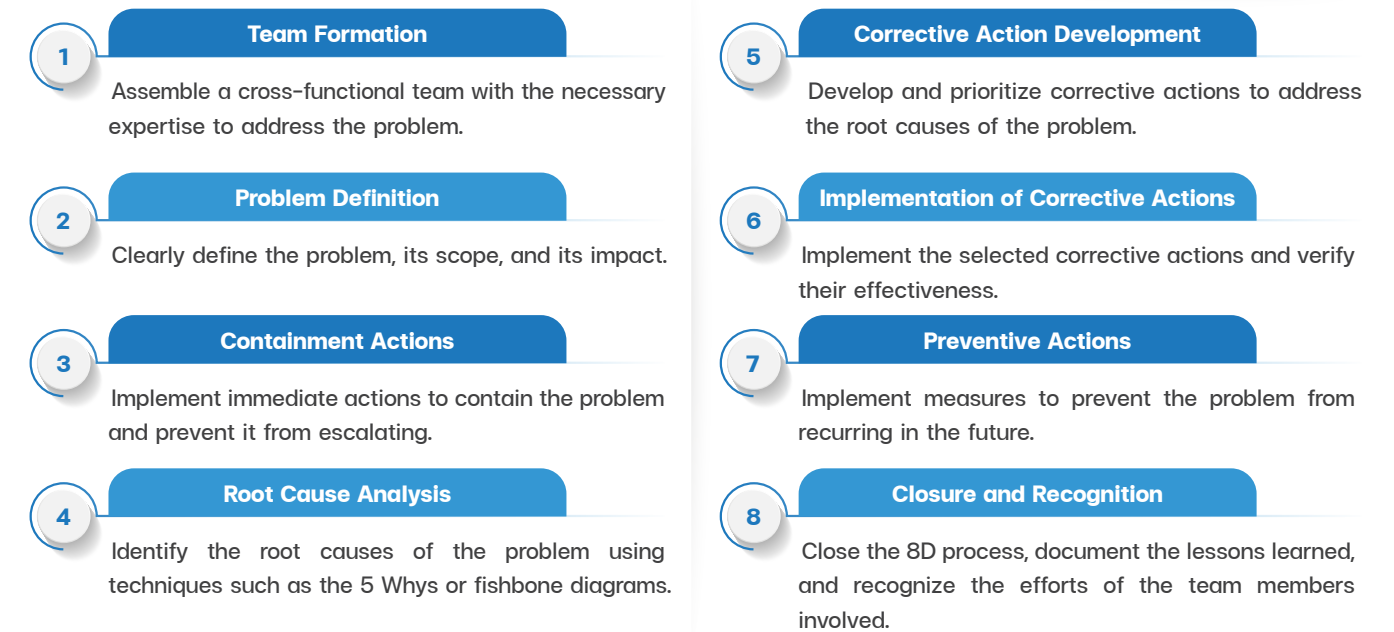 1
Team Formation
Assemble a cross-functional team with the necessary
expertise to address the problem.
2
Problem Definition
Clearly define the problem, its scope, and its impact.
3
Containment Actions
Implement immediate actions to contain the problem
and prevent it from escalating.
4
Root Cause Analysis
Identify the root causes of the problem using
techniques such as the 5 Whys or fishbone diagrams.
5
Corrective Action Development
Develop and prioritize corrective actions to address
the root causes of the problem.
6
Implementation of Corrective Actions
Implement the selected corrective actions and verify
their effectiveness.
7
Preventive Actions
Implement measures to prevent the problem from
recurring in the future.
8
Closure and Recognition
Close the 8D process, document the lessons learned,
and recognize the efforts of the team members
involved.